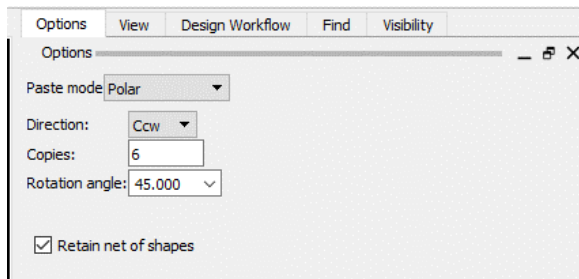 Options View Design Workflow Find Visibility
Options
Paste mode Polar
Direction: Ccw
Copies: 6
Rotation angle: 45.000
Retain net of shapes